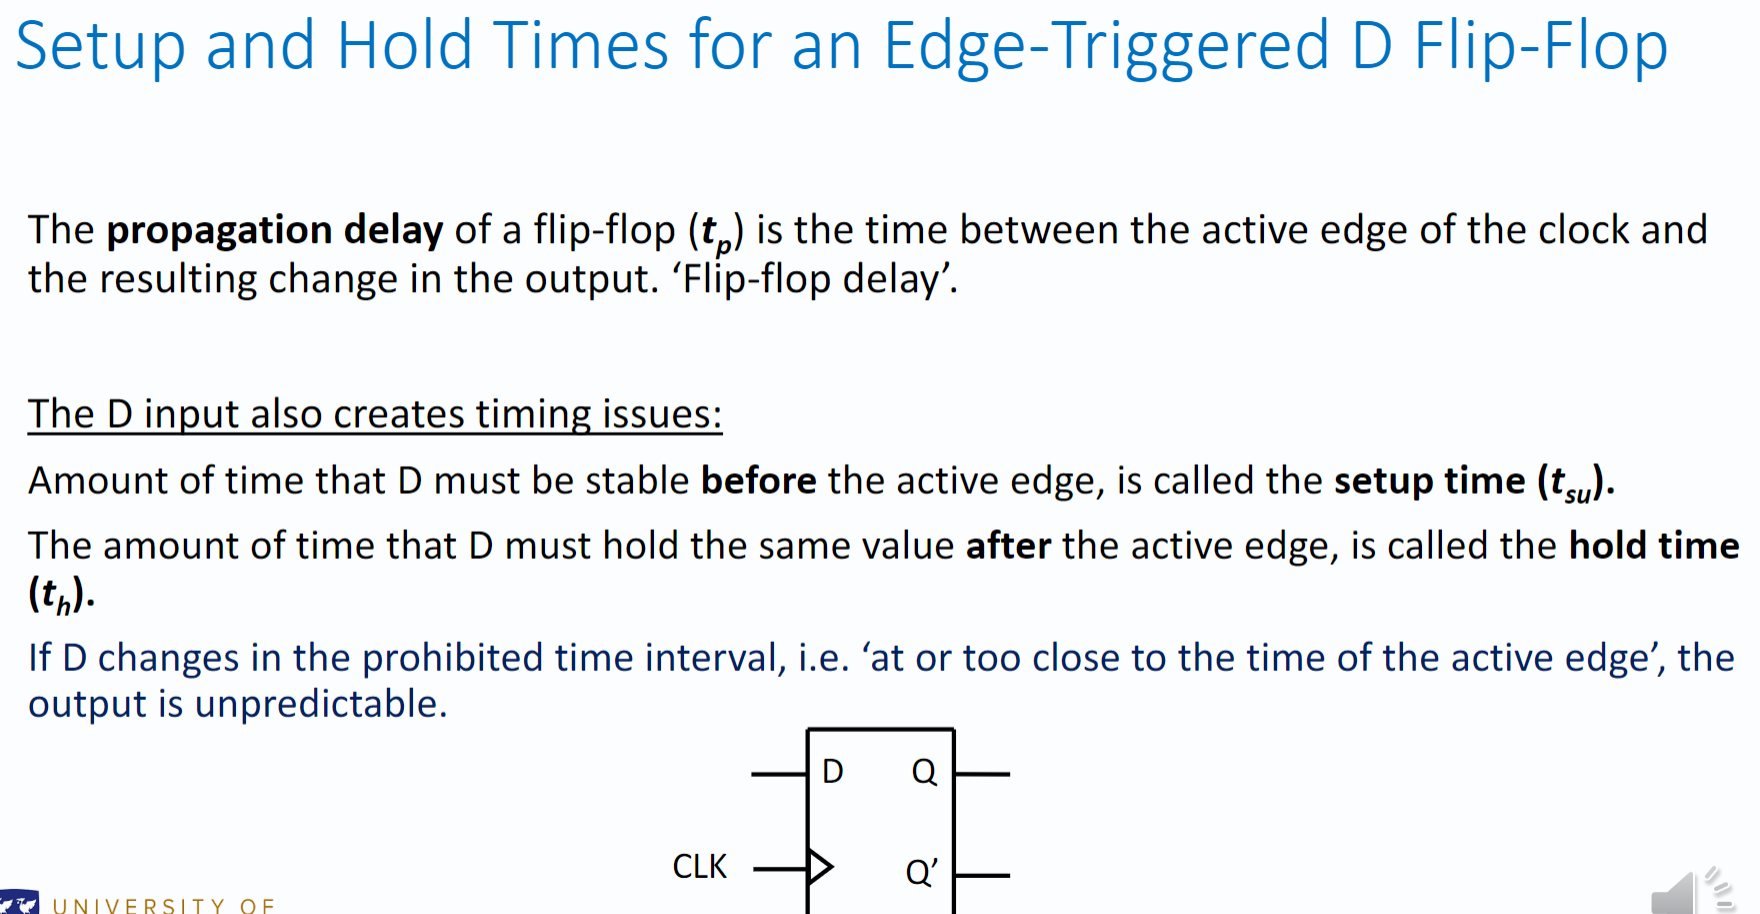 Setup and Hold Times for an Edge-Triggered D Flip-Flop
The propagation delay of a flip-flop (tp) is the time between the active edge of the clock and
the resulting change in the output. ‘Flip-flop delay’.
The D input also creates timing issues:
Amount of time that D must be stable before the active edge, is called the setup time (tsu).
The amount of time that D must hold the same value after the active edge, is called the hold time
(th).
If D changes in the prohibited time interval, i.e. ‘at or too close to the time of the active edge’, the
output is unpredictable.
D Q
CLK Q’
UNIVERSITY OF